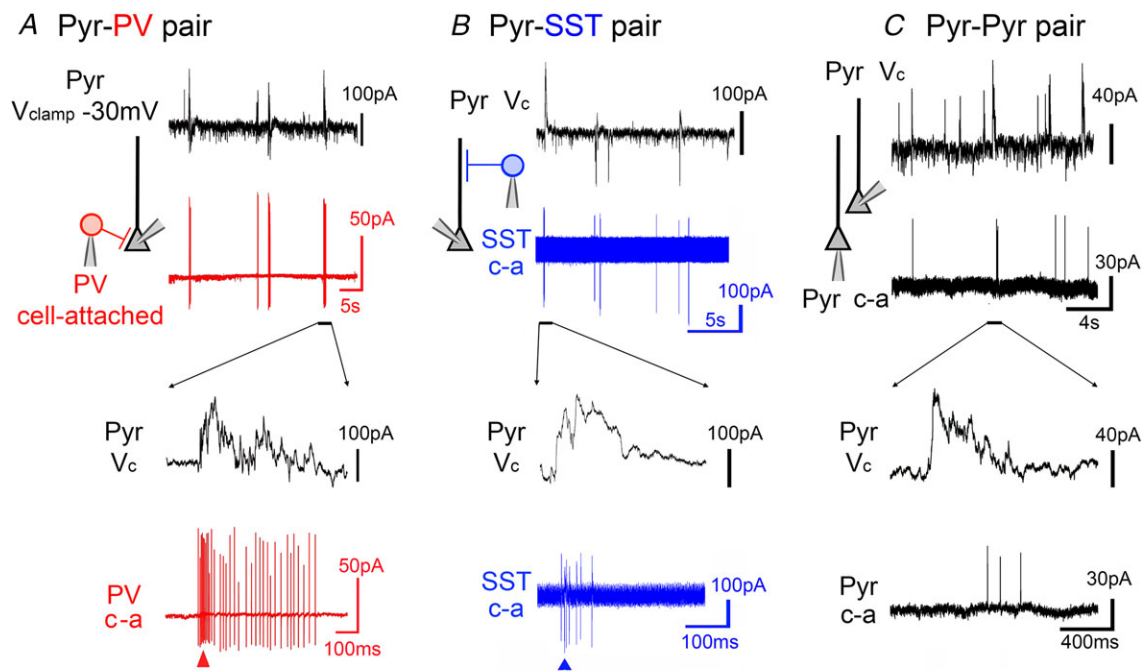 A Pyr-PV pair
Pyr
Vclamp -30mV
100pA
50pA
5s
PV
cell-attached
Pyr
Vc
100pA
PV
c-a
50pA
100ms
B Pyr-SST pair
Pyr Vc
100pA
SST
c-a
100pA
5s
Pyr
Vc
100pA
SST
c-a
100pA
100ms
C Pyr-Pyr pair
Pyr Vc
40pA
30pA
Pyr c-a
4s
Pyr
Vc
40pA
Pyr
c-a
30pA
400ms